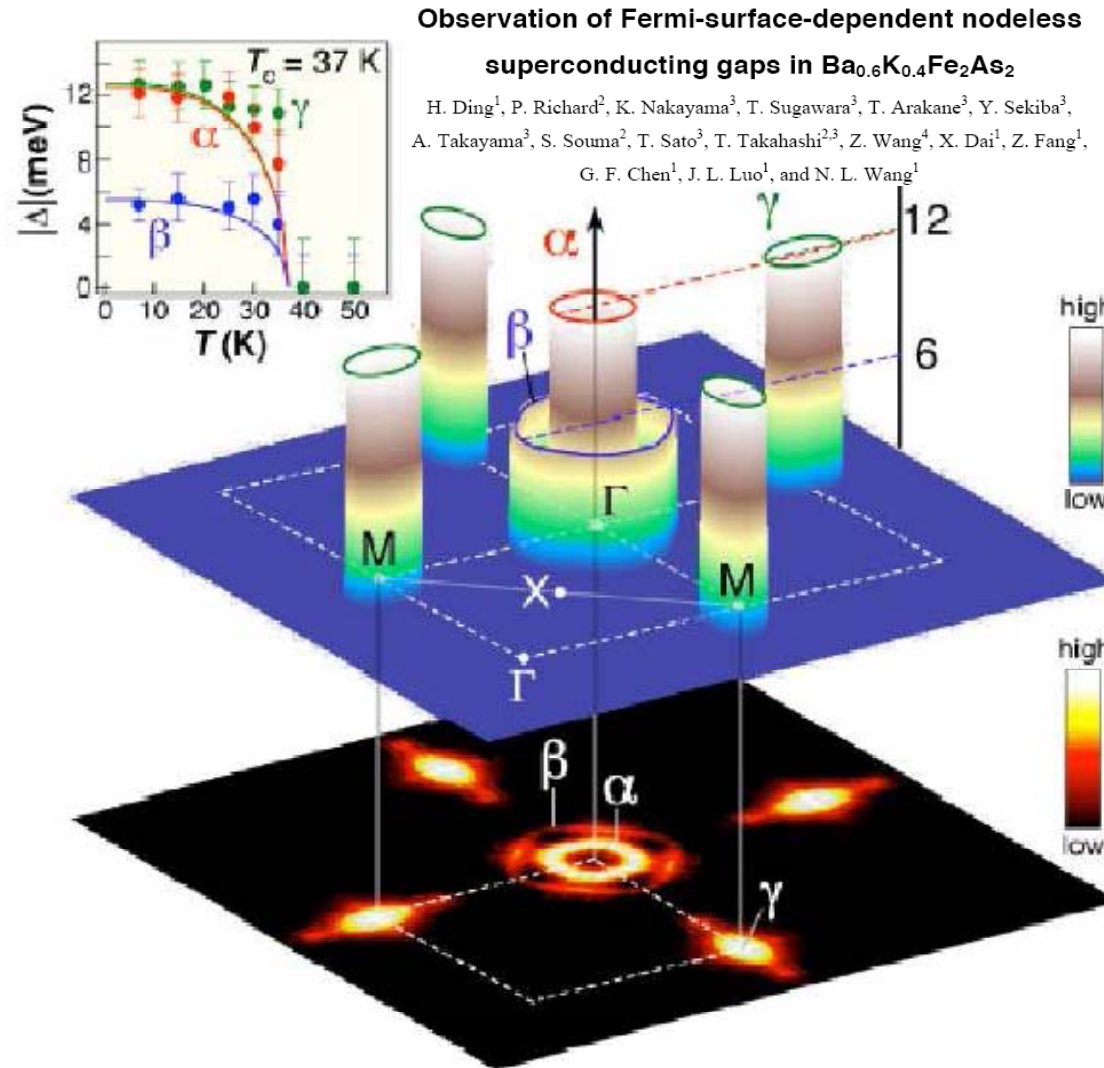 Observation of Fermi-surface-dependent nodeless
superconducting gaps in Ba₀.₆K₀.₄Fe₂As₂
H. Ding¹, P. Richard², K. Nakayama³, T. Sugawara³, T. Arakane³, Y. Sekiba³,
A. Takayama³, S. Souma², T. Sato³, T. Takahashi²,³, Z. Wang⁴, X. Dai¹, Z. Fang¹,
G. F. Chen¹, J. L. Luo¹, and N. L. Wang¹
T_c = 37 K
|Δ|(meV)
12
8
4
0
γ
α
β
0 10 20 30 40 50
T (K)
α
γ
12
β
6
high
low
Γ
M
M
X
Γ
high
low
β
α
γ